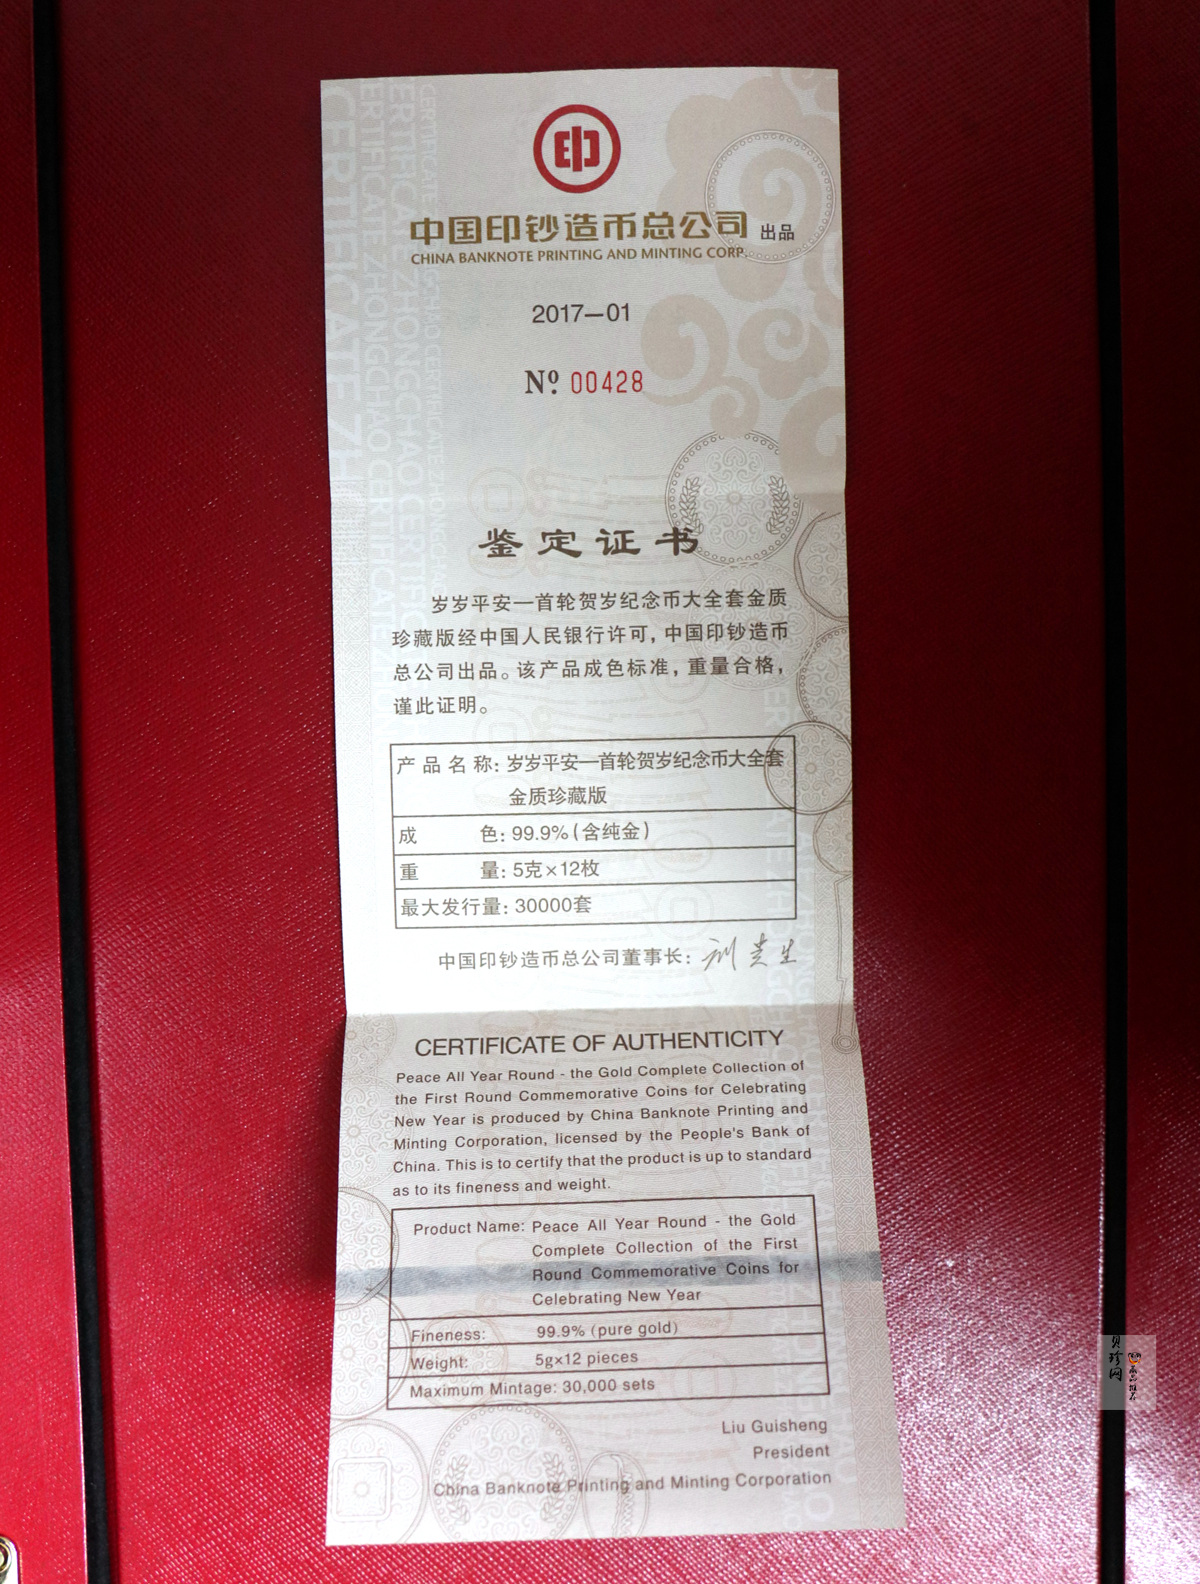 中国印钞造币总公司 出品
CHINA BANKNOTE PRINTING AND MINTING CORP.
2017—01
Nº 00428
鉴定证书
岁岁平安—首轮贺岁纪念币大全套金质
珍藏版经中国人民银行许可，中国印钞造币
总公司出品。该产品成色标准，重量合格，
谨此证明。
产品名称：岁岁平安—首轮贺岁纪念币大全套
金质珍藏版
成色：99.9%（含纯金）
重量：5克×12枚
最大发行量：30000套
中国印钞造币总公司董事长：刘贵生
CERTIFICATE OF AUTHENTICITY
Peace All Year Round - the Gold Complete Collection of
the First Round Commemorative Coins for Celebrating
New Year is produced by China Banknote Printing and
Minting Corporation, licensed by the People's Bank of
China. This is to certify that the product is up to standard
as to its fineness and weight.
Product Name: Peace All Year Round - the Gold
Complete Collection of the First
Round Commemorative Coins for
Celebrating New Year
Fineness: 99.9% (pure gold)
Weight: 5g×12 pieces
Maximum Mintage: 30,000 sets
Liu Guisheng
President
China Banknote Printing and Minting Corporation